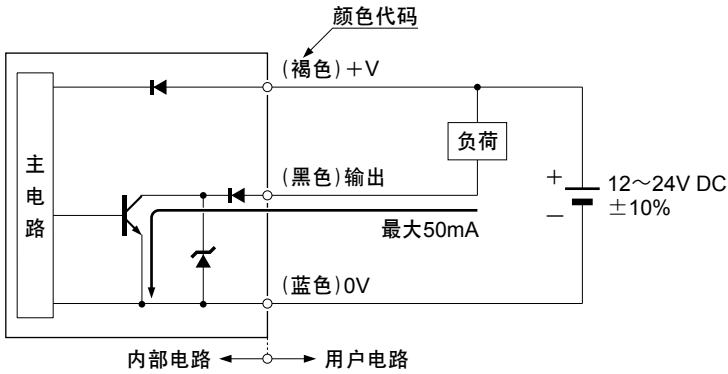 颜色代码
(褐色)＋V
负荷
主电路
(黑色)输出
＋
12～24V DC
－
±10%
最大50mA
(蓝色)0V
内部电路
用户电路